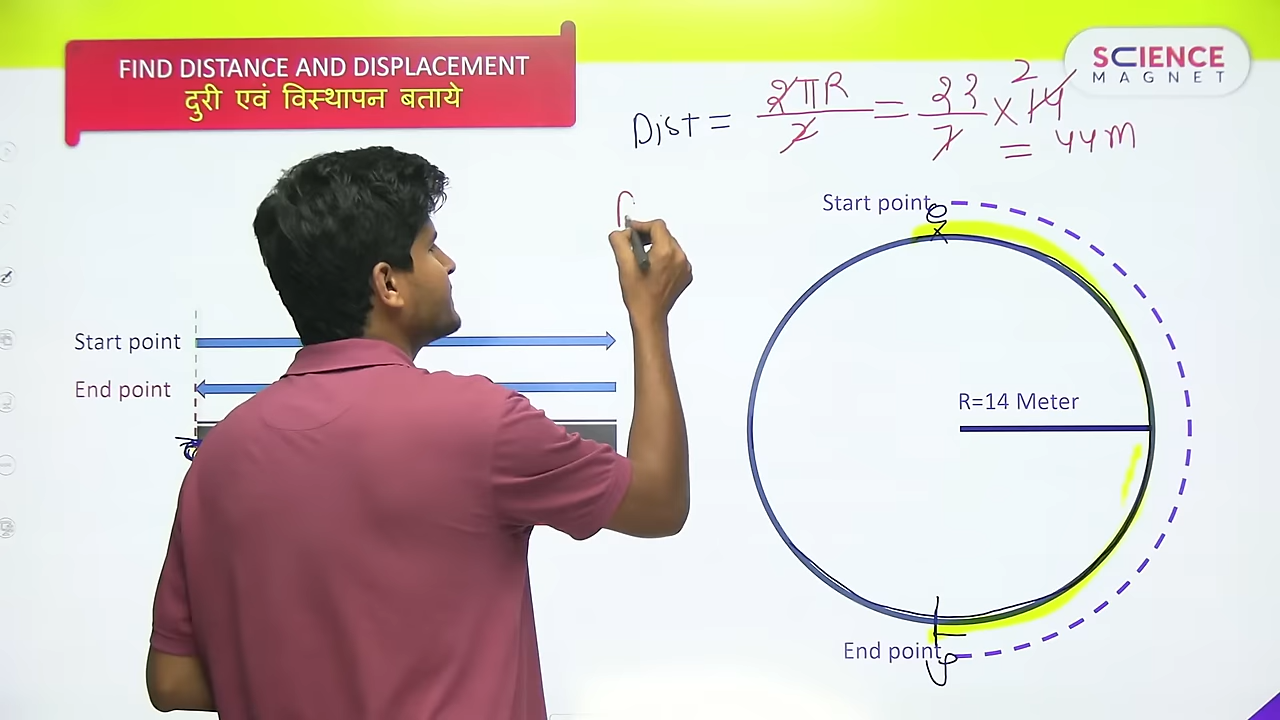 FIND DISTANCE AND DISPLACEMENT
दुरी एवं विस्थापन बताये
SCIENCE
MAGNET
Dist = 2πR / 2 = 22 / 7 × 14 2
= 44m
Start point
Start point
End point
R=14 Meter
End point